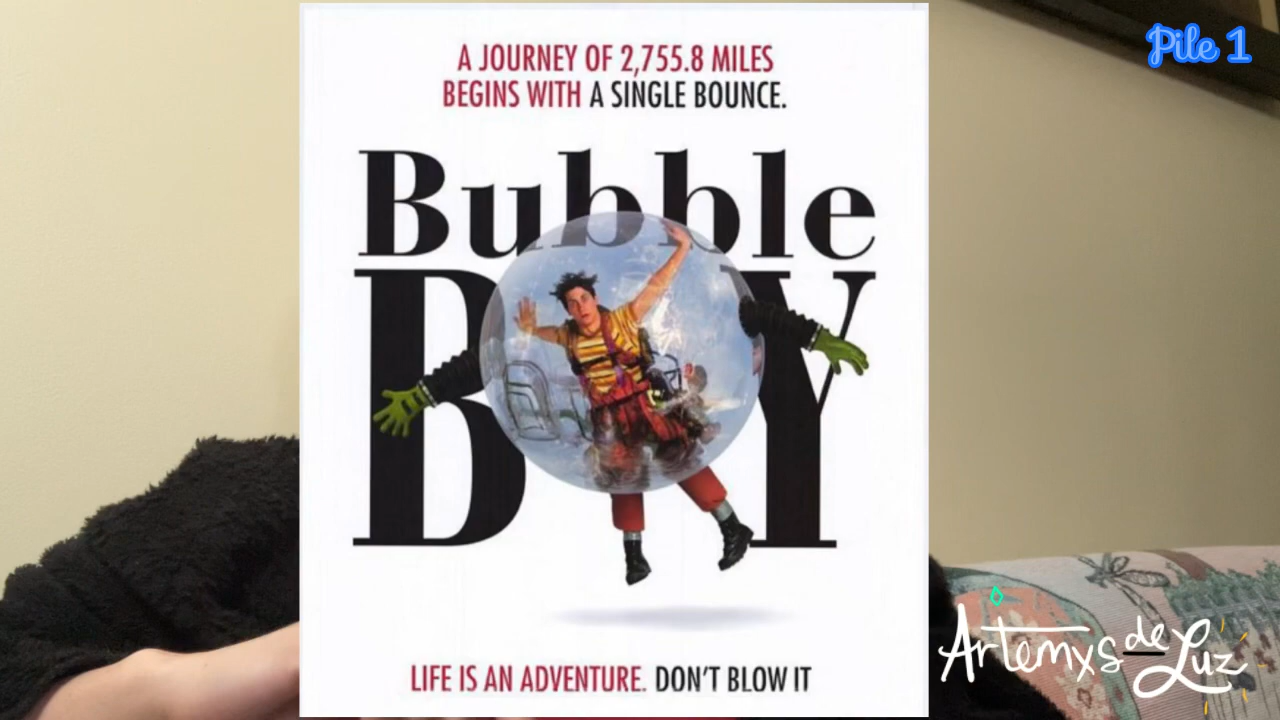 Pile 1
A JOURNEY OF 2,755.8 MILES
BEGINS WITH A SINGLE BOUNCE.
Bubble
BOY
LIFE IS AN ADVENTURE. DON'T BLOW IT
Artemxs de Luz